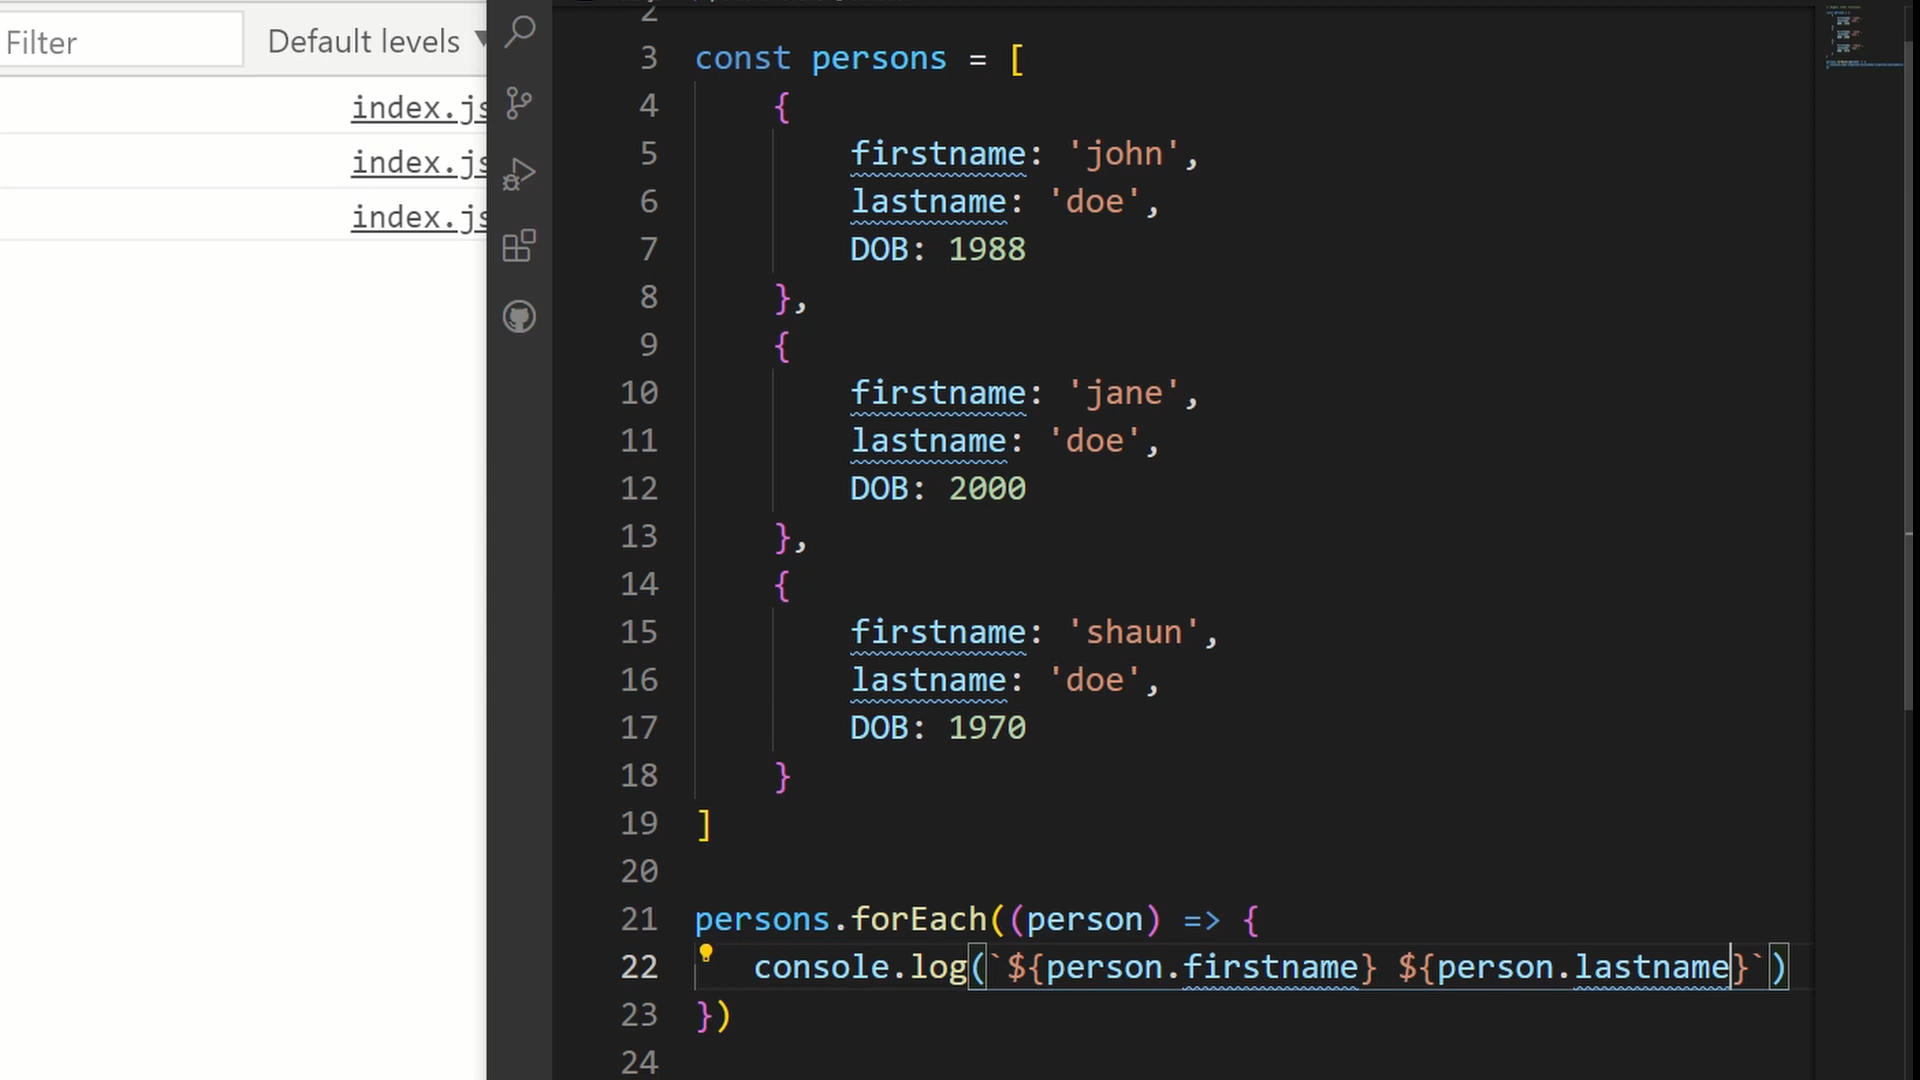 Filter
Default levels ▼
index.js
index.js
index.js
2
3 const persons = [
4 {
5 firstname: 'john',
6 lastname: 'doe',
7 DOB: 1988
8 },
9 {
10 firstname: 'jane',
11 lastname: 'doe',
12 DOB: 2000
13 },
14 {
15 firstname: 'shaun',
16 lastname: 'doe',
17 DOB: 1970
18 }
19 ]
20
21 persons.forEach((person) => {
22 console.log(`${person.firstname} ${person.lastname}`)
23 })
24